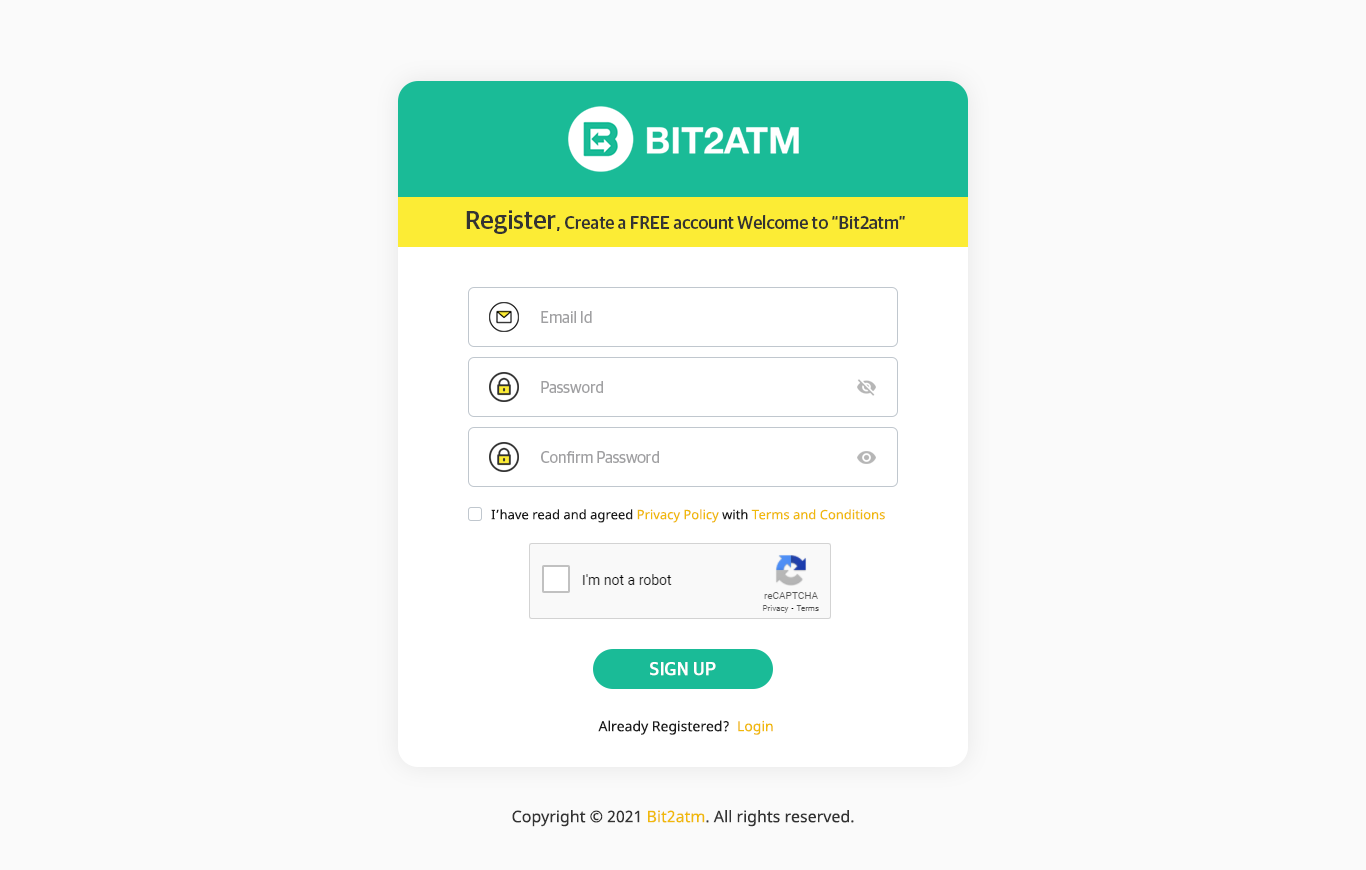 BIT2ATM
Register, Create a FREE account Welcome to “Bit2atm”
Email Id
Password
Confirm Password
I’have read and agreed Privacy Policy with Terms and Conditions
I'm not a robot
reCAPTCHA
Privacy - Terms
SIGN UP
Already Registered? Login
Copyright © 2021 Bit2atm. All rights reserved.